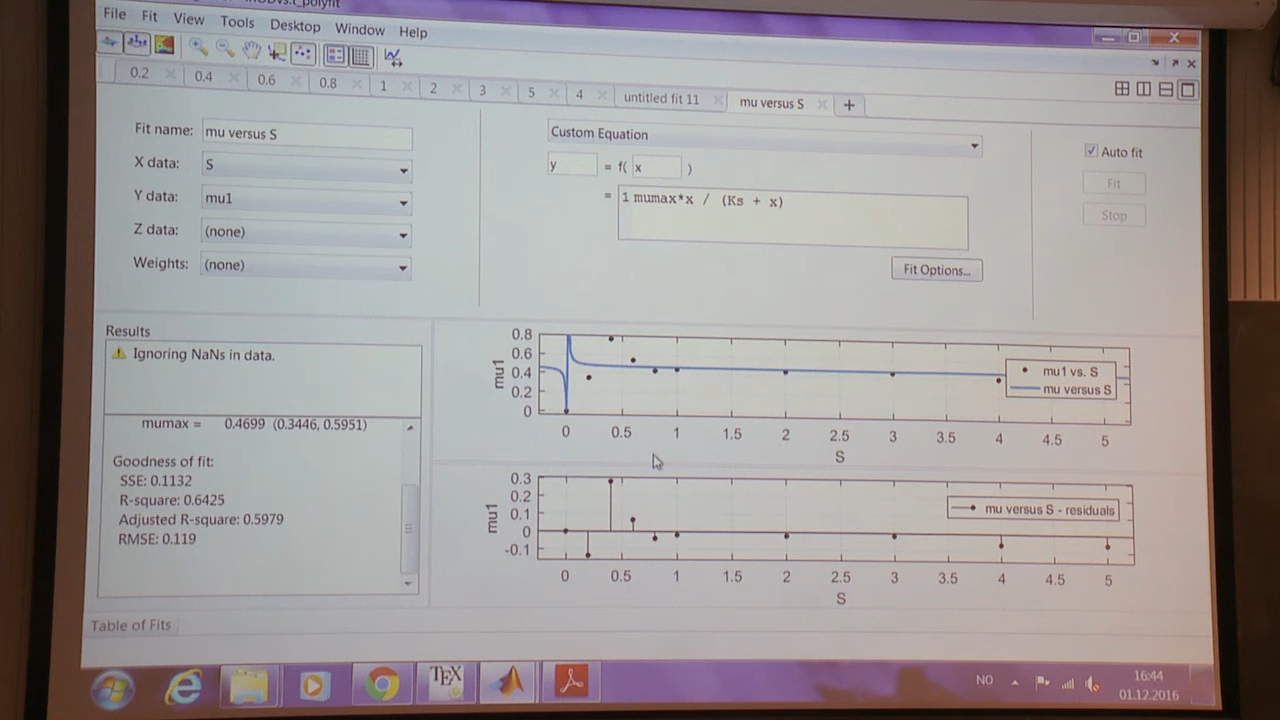 File Fit View Tools Desktop Window Help
0.2 0.4 0.6 0.8 1 2 3 5 4 untitled fit 11 mu versus S
Fit name: mu versus S
X data: S
Y data: mu1
Z data: (none)
Weights: (none)
Custom Equation
y = f( x )
= 1 mumax*x / (Ks + x)
Fit Options...
Auto fit
Fit
Stop
Results
Ignoring NaNs in data.
mumax = 0.4699 (0.3446, 0.5951)
Goodness of fit:
SSE: 0.1132
R-square: 0.6425
Adjusted R-square: 0.5979
RMSE: 0.119
mu1
0.8
0.6
0.4
0.2
0
0 0.5 1 1.5 2 2.5 3 3.5 4 4.5 5
S
mu1 vs. S
mu versus S
mu1
0.3
0.2
0.1
0
-0.1
0 0.5 1 1.5 2 2.5 3 3.5 4 4.5 5
S
mu versus S - residuals
Table of Fits
TEX
NO
16:44
01.12.2016